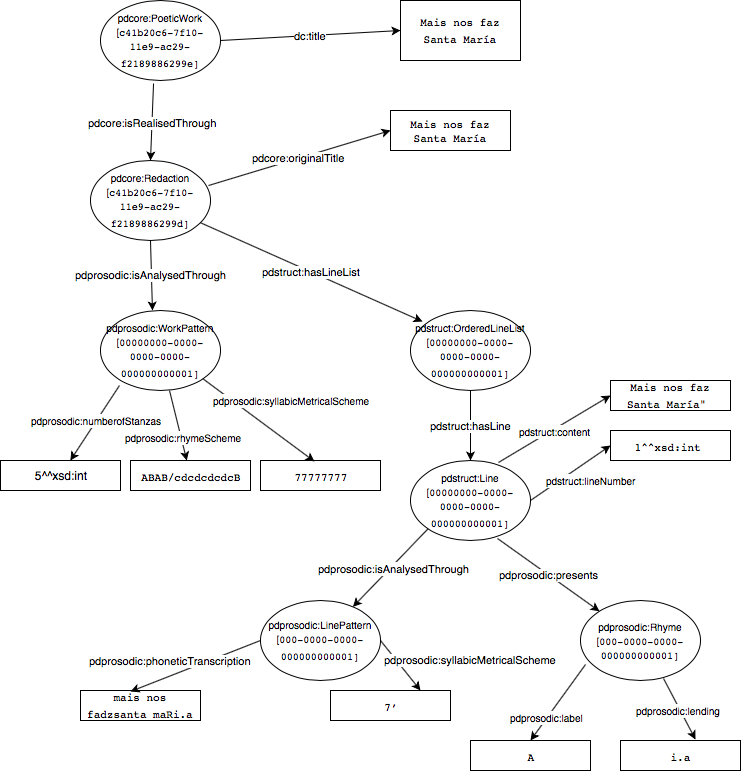 pdcore:PoeticWork
[c41b20c6-7f10-
11e9-ac29-
f2189886299e]
dc:title
Mais nos faz
Santa María
pdcore:isRealisedThrough
Mais nos faz
Santa María
pdcore:originalTitle
pdcore:Redaction
[c41b20c6-7f10-
11e9-ac29-
f2189886299d]
pdprosodic:isAnalysedThrough
pdstruct:hasLineList
pdprosodic:WorkPattern
[00000000-0000-
0000-0000-
000000000001]
pdstruct:OrderedLineList
[00000000-0000-
0000-0000-
000000000001]
pdprosodic:numberofStanzas
pdprosodic:rhymeScheme
pdprosodic:syllabicMetricalScheme
5^^xsd:int
ABAB/cdcdcdcdcB
77777777
pdstruct:hasLine
pdstruct:content
Mais nos faz
Santa María"
pdstruct:lineNumber
1^^xsd:int
pdstruct:Line
[00000000-0000-
0000-0000-
000000000001]
pdprosodic:isAnalysedThrough
pdprosodic:presents
pdprosodic:LinePattern
[000-0000-0000-
000000000001]
pdprosodic:Rhyme
[000-0000-0000-
000000000001]
pdprosodic:phoneticTranscription
pdprosodic:syllabicMetricalScheme
mais nos
fadzsanta maRi.a
7’
pdprosodic:label
pdprosodic:lending
A
i.a